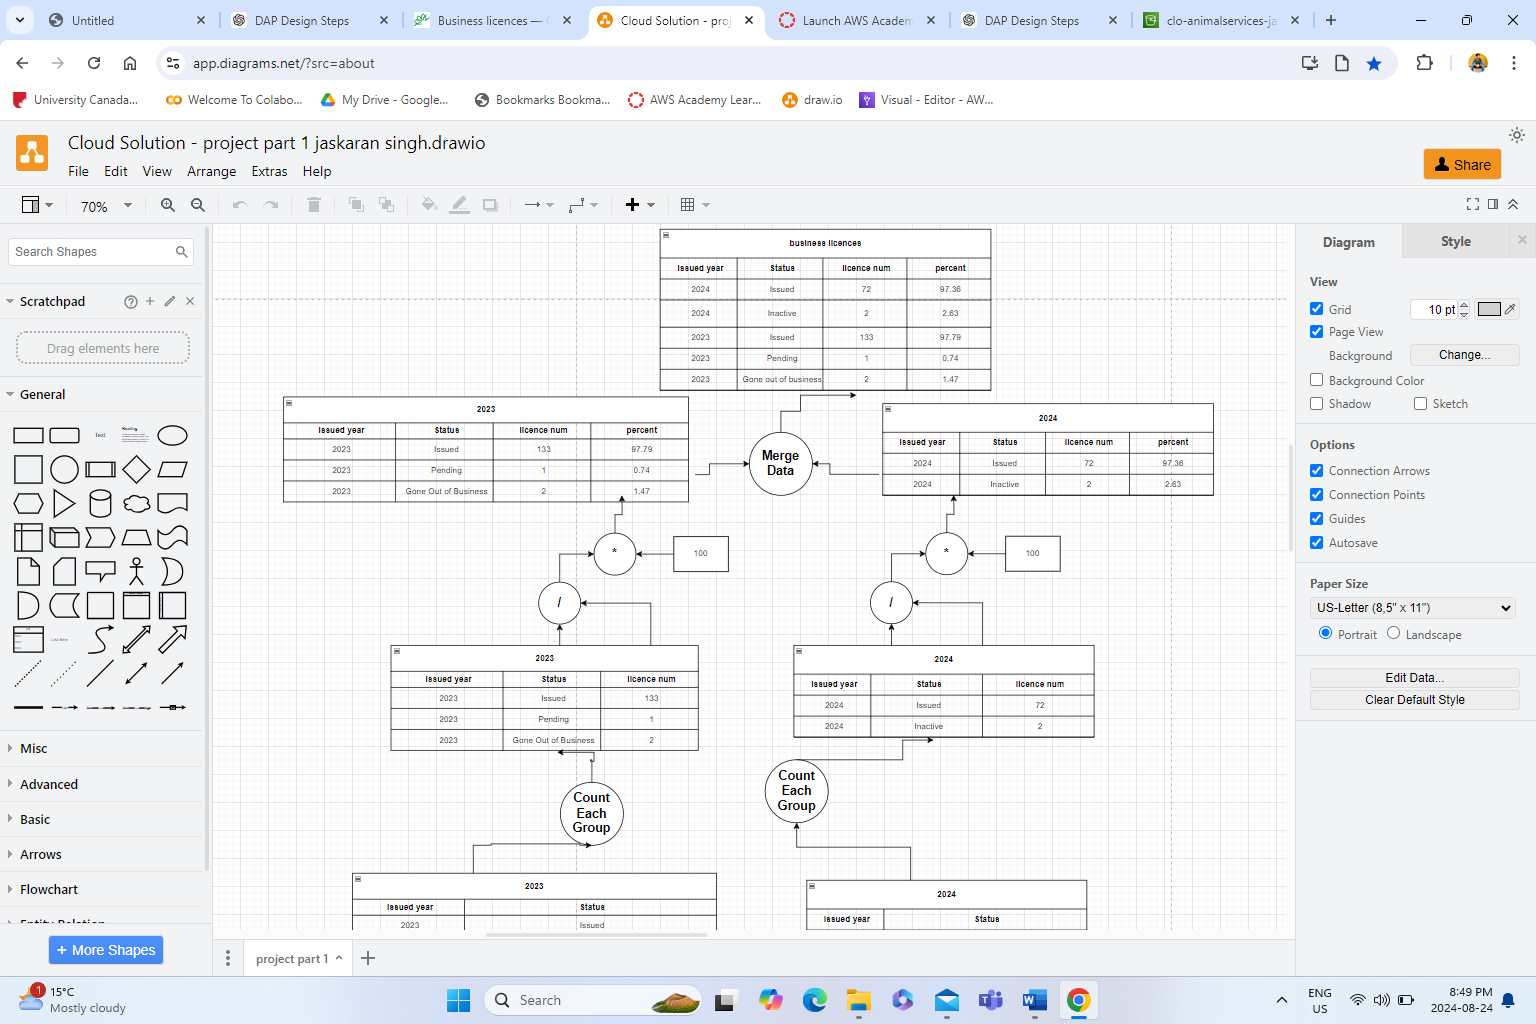 Untitled
DAP Design Steps
Business licences —
Cloud Solution - proj
Launch AWS Academ
DAP Design Steps
clo-animalservices-ja
app.diagrams.net/?src=about
University Canada...
Welcome To Colabo...
My Drive - Google...
Bookmarks Bookma...
AWS Academy Lear...
draw.io
Visual - Editor - AW...
Cloud Solution - project part 1 jaskaran singh.drawio
File Edit View Arrange Extras Help
Share
70%
Search Shapes
Scratchpad
Drag elements here
General
Text
Heading
List Item
Misc
Advanced
Basic
Arrows
Flowchart
Entity Relation
+ More Shapes
business licences
Issued year Status licence num percent
2024 Issued 72 97.36
2024 Inactive 2 2.63
2023 Issued 133 97.79
2023 Pending 1 0.74
2023 Gone out of business 2 1.47
2023
Issued year Status licence num percent
2023 Issued 133 97.79
2023 Pending 1 0.74
2023 Gone Out of Business 2 1.47
Merge
Data
2024
Issued year Status licence num percent
2024 Issued 72 97.36
2024 Inactive 2 2.63
*
100
*
100
/
/
2023
Issued year Status licence num
2023 Issued 133
2023 Pending 1
2023 Gone Out of Business 2
2024
Issued year Status licence num
2024 Issued 72
2024 Inactive 2
Count
Each
Group
Count
Each
Group
2023
Issued year Status
2023 Issued
2024
Issued year Status
Diagram Style
View
Grid 10 pt
Page View
Background Change...
Background Color
Shadow Sketch
Options
Connection Arrows
Connection Points
Guides
Autosave
Paper Size
US-Letter (8,5" x 11")
Portrait Landscape
Edit Data...
Clear Default Style
project part 1
1
15°C
Mostly cloudy
Search
ENG
US
8:49 PM
2024-08-24